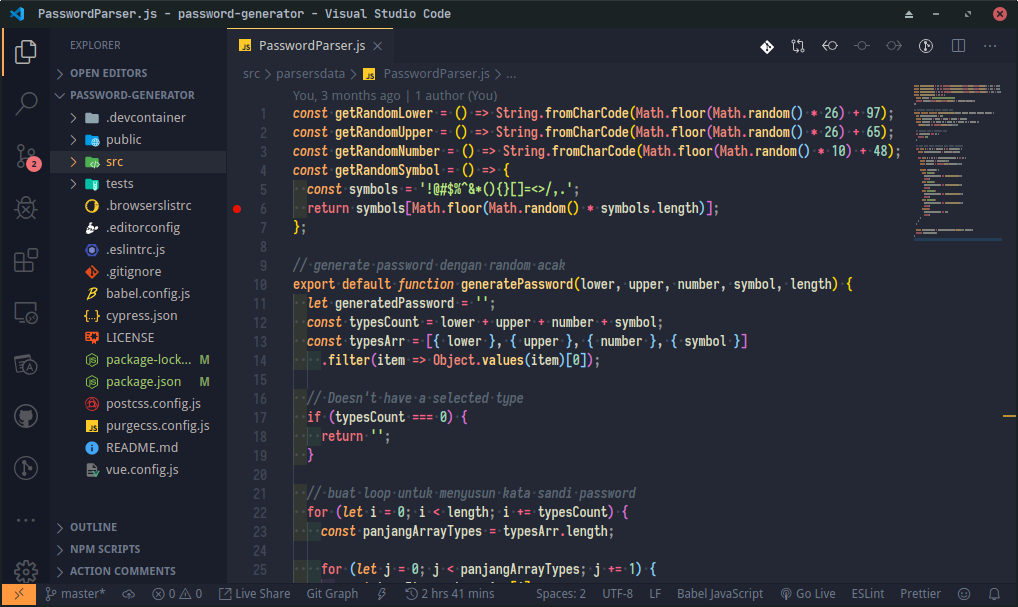 PasswordParser.js - password-generator - Visual Studio Code
EXPLORER
OPEN EDITORS
PASSWORD-GENERATOR
.devcontainer
public
src
tests
.browserslistrc
.editorconfig
.eslintrc.js
.gitignore
babel.config.js
cypress.json
LICENSE
package-lock... M
package.json M
postcss.config.js
purgecss.config.js
README.md
vue.config.js
OUTLINE
NPM SCRIPTS
ACTION COMMENTS
2
JS PasswordParser.js
src > parsersdata > JS PasswordParser.js > ...
You, 3 months ago | 1 author (You)
1 const getRandomLower = () => String.fromCharCode(Math.floor(Math.random() * 26) + 97);
2 const getRandomUpper = () => String.fromCharCode(Math.floor(Math.random() * 26) + 65);
3 const getRandomNumber = () => String.fromCharCode(Math.floor(Math.random() * 10) + 48);
4 const getRandomSymbol = () => {
5 const symbols = '!@#$%^&*(){}[]=<>/,.';
6 return symbols[Math.floor(Math.random() * symbols.length)];
7 };
8
9 // generate password dengan random acak
10 export default function generatePassword(lower, upper, number, symbol, length) {
11 let generatedPassword = '';
12 const typesCount = lower + upper + number + symbol;
13 const typesArr = [{ lower }, { upper }, { number }, { symbol }]
14 .filter(item => Object.values(item)[0]);
15
16 // Doesn't have a selected type
17 if (typesCount === 0) {
18 return '';
19 }
20
21 // buat loop untuk menyusun kata sandi password
22 for (let i = 0; i < length; i += typesCount) {
23 const panjangArrayTypes = typesArr.length;
24
25 for (let j = 0; j < panjangArrayTypes; j += 1) {
master* 0 0 Live Share Git Graph 2 hrs 41 mins Spaces: 2 UTF-8 LF Babel JavaScript Go Live ESLint Prettier